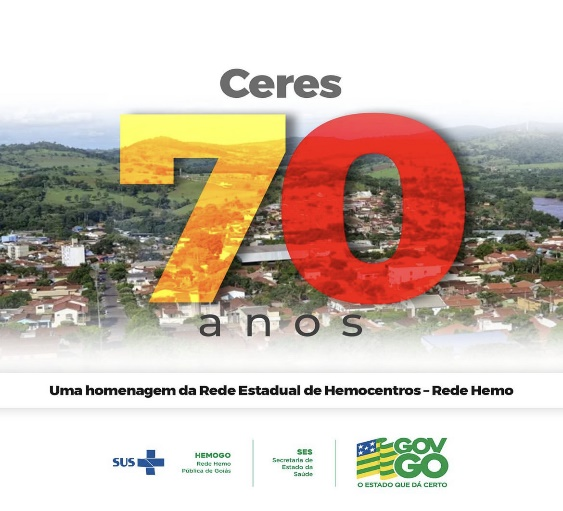 Ceres
70
anos
Uma homenagem da Rede Estadual de Hemocentros – Rede Hemo
SUS
HEMOGO
Rede Hemo
Pública de Goiás
SES
Secretaria de
Estado da
Saúde
GOV
GO
O ESTADO QUE DÁ CERTO